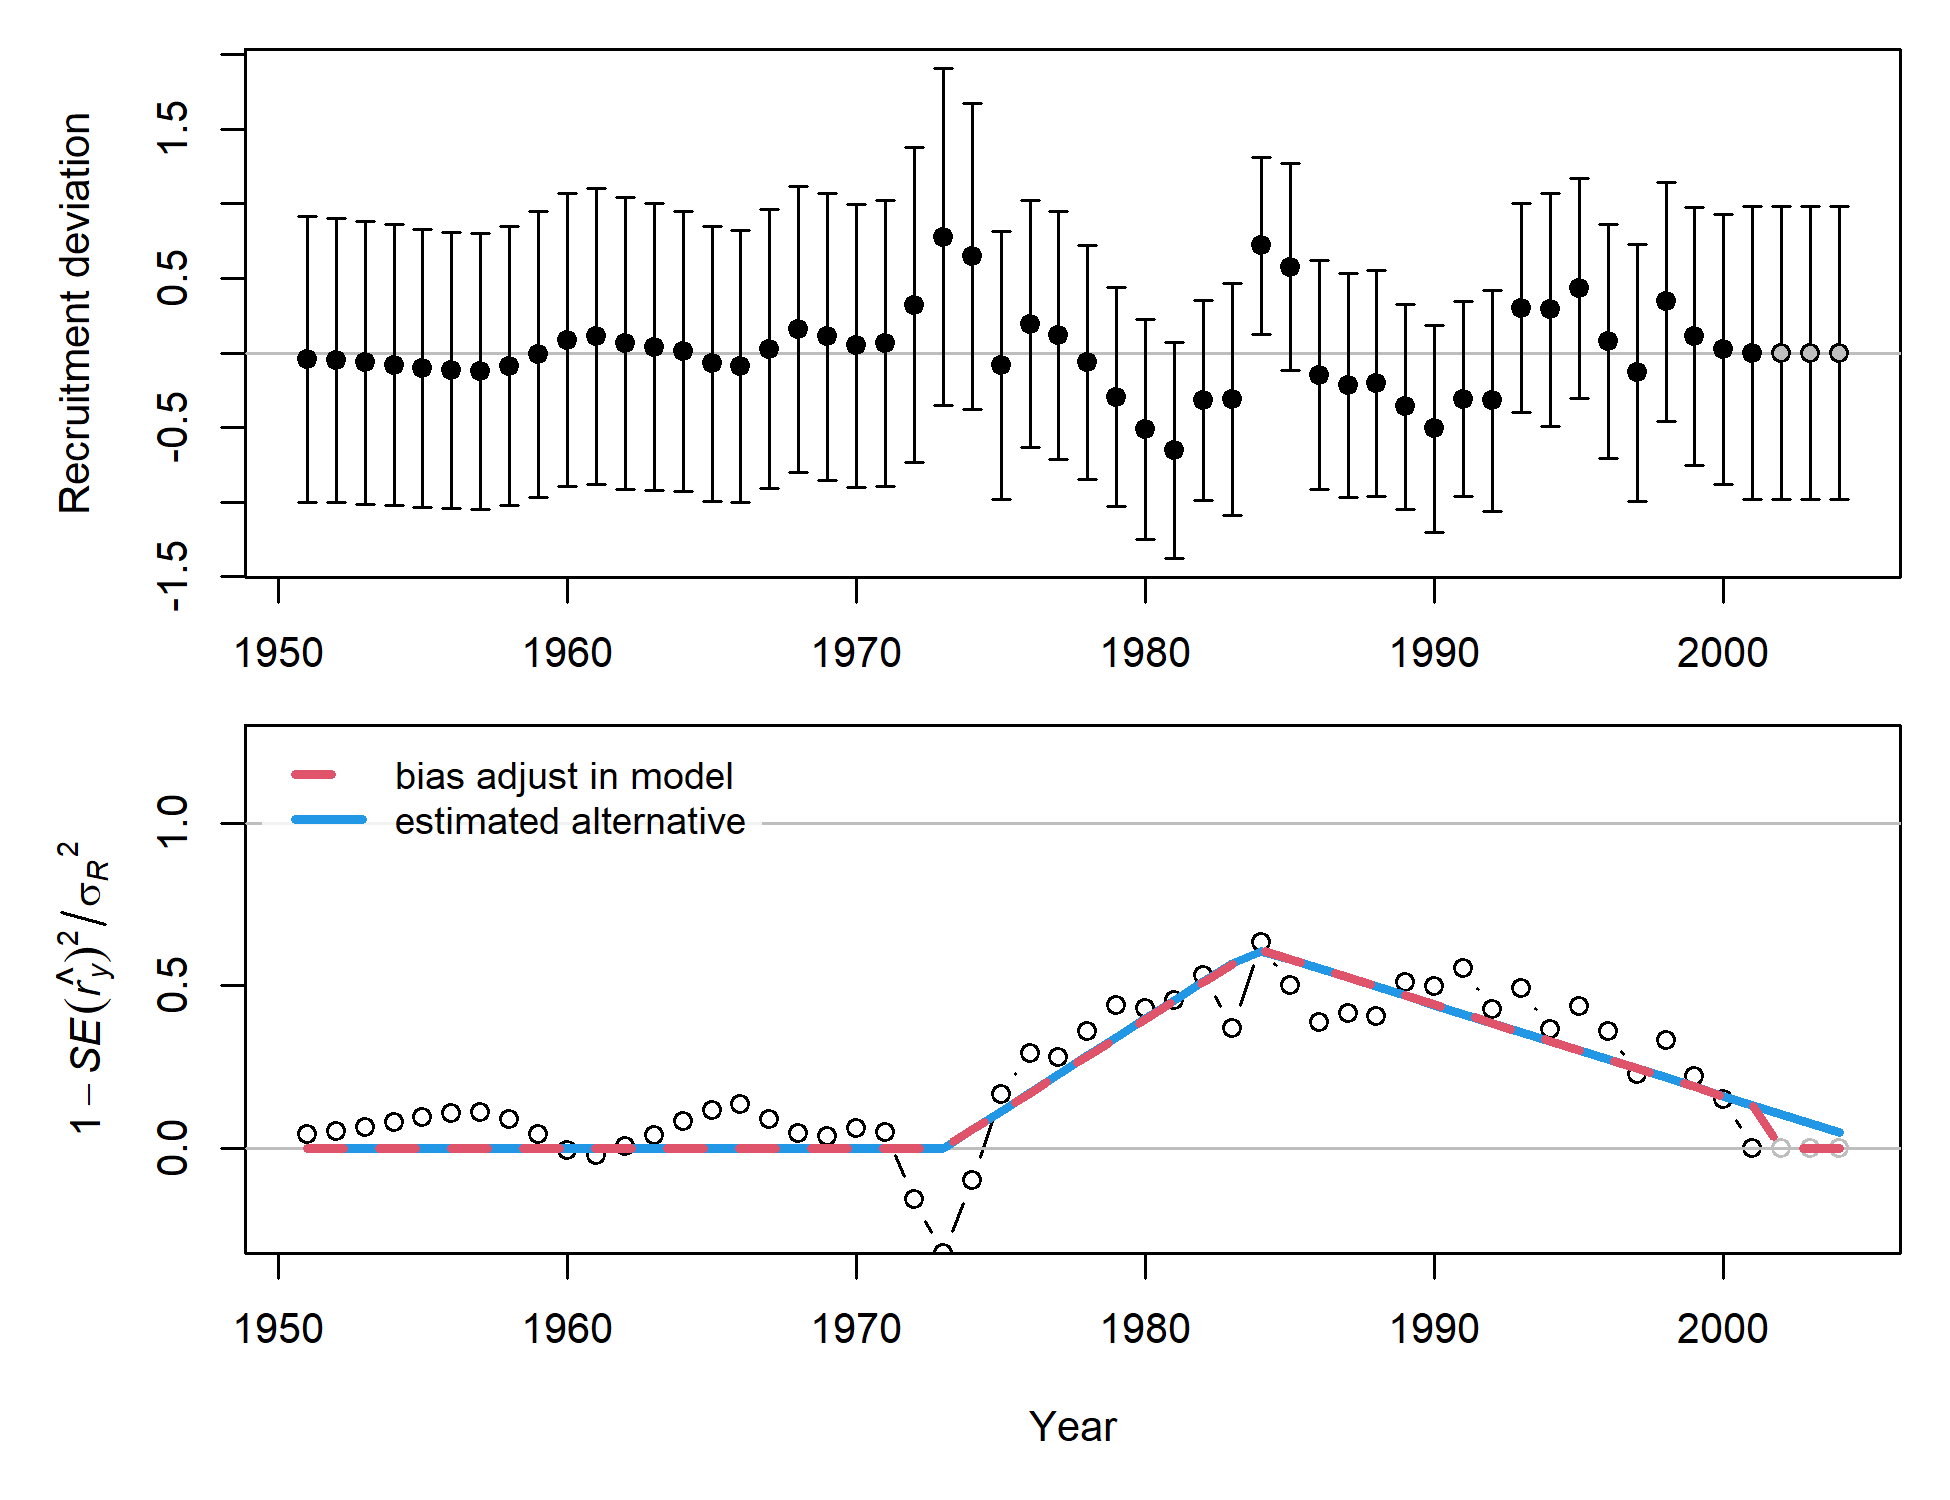 Recruitment deviation
1.5
0.5
-0.5
-1.5
1950 1960 1970 1980 1990 2000
bias adjust in model
estimated alternative
1 − SE(r̂_y)²/σ_R²
1.0
0.5
0.0
1950 1960 1970 1980 1990 2000
Year